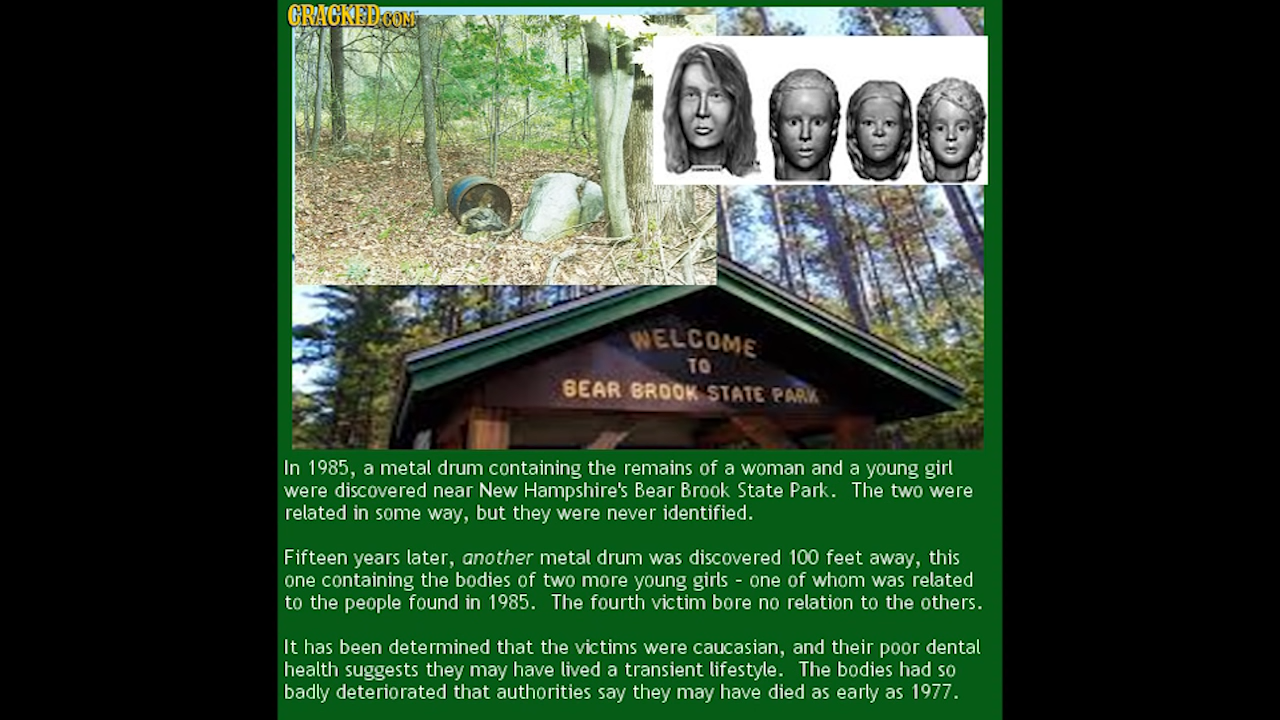 CRACKED.COM
WELCOME
TO
BEAR BROOK STATE PARK
In 1985, a metal drum containing the remains of a woman and a young girl
were discovered near New Hampshire's Bear Brook State Park. The two were
related in some way, but they were never identified.
Fifteen years later, another metal drum was discovered 100 feet away, this
one containing the bodies of two more young girls - one of whom was related
to the people found in 1985. The fourth victim bore no relation to the others.
It has been determined that the victims were caucasian, and their poor dental
health suggests they may have lived a transient lifestyle. The bodies had so
badly deteriorated that authorities say they may have died as early as 1977.